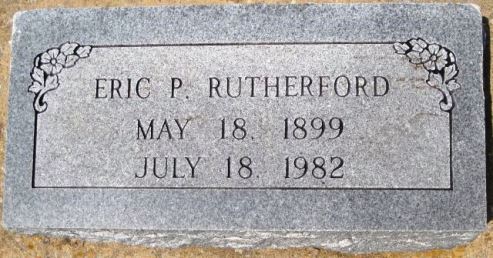 ERIC P. RUTHERFORD
MAY 18, 1899
JULY 18, 1982